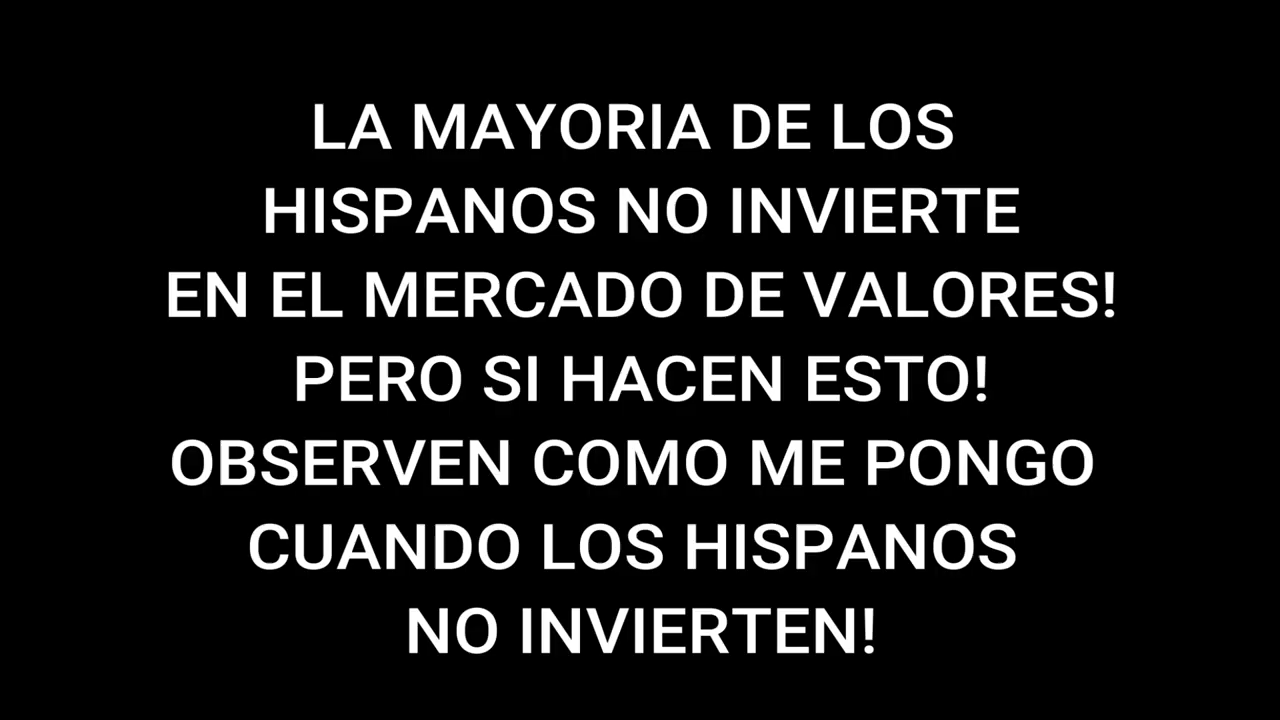 LA MAYORIA DE LOS
HISPANOS NO INVIERTE
EN EL MERCADO DE VALORES!
PERO SI HACEN ESTO!
OBSERVEN COMO ME PONGO
CUANDO LOS HISPANOS
NO INVIERTEN!